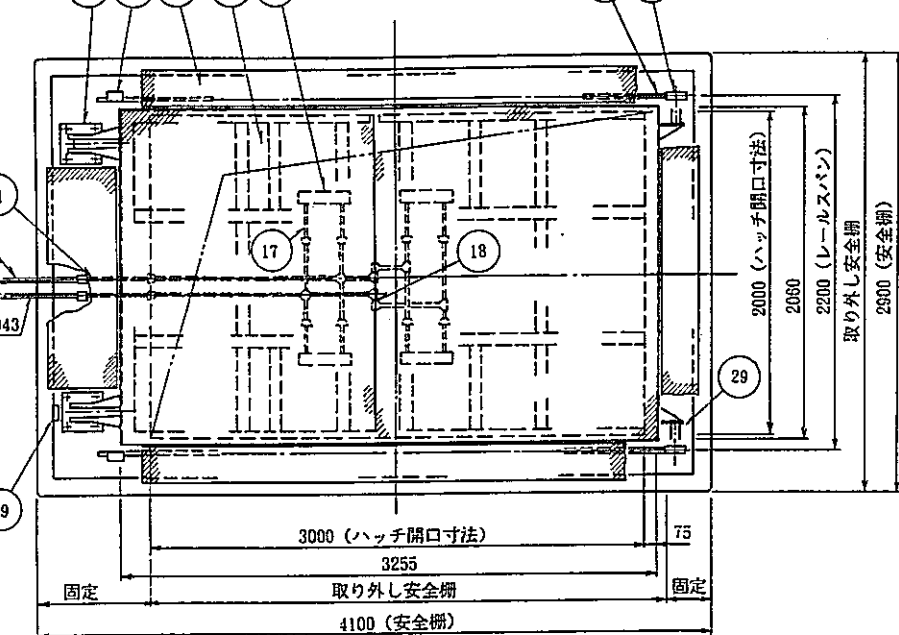 17
18
29
2000 (ハッチ開口寸法)
2060
2200 (レールスパン)
取り外し安全柵
2900 (安全柵)
3000 (ハッチ開口寸法)
75
3255
固定
取り外し安全柵
固定
4100 (安全柵)